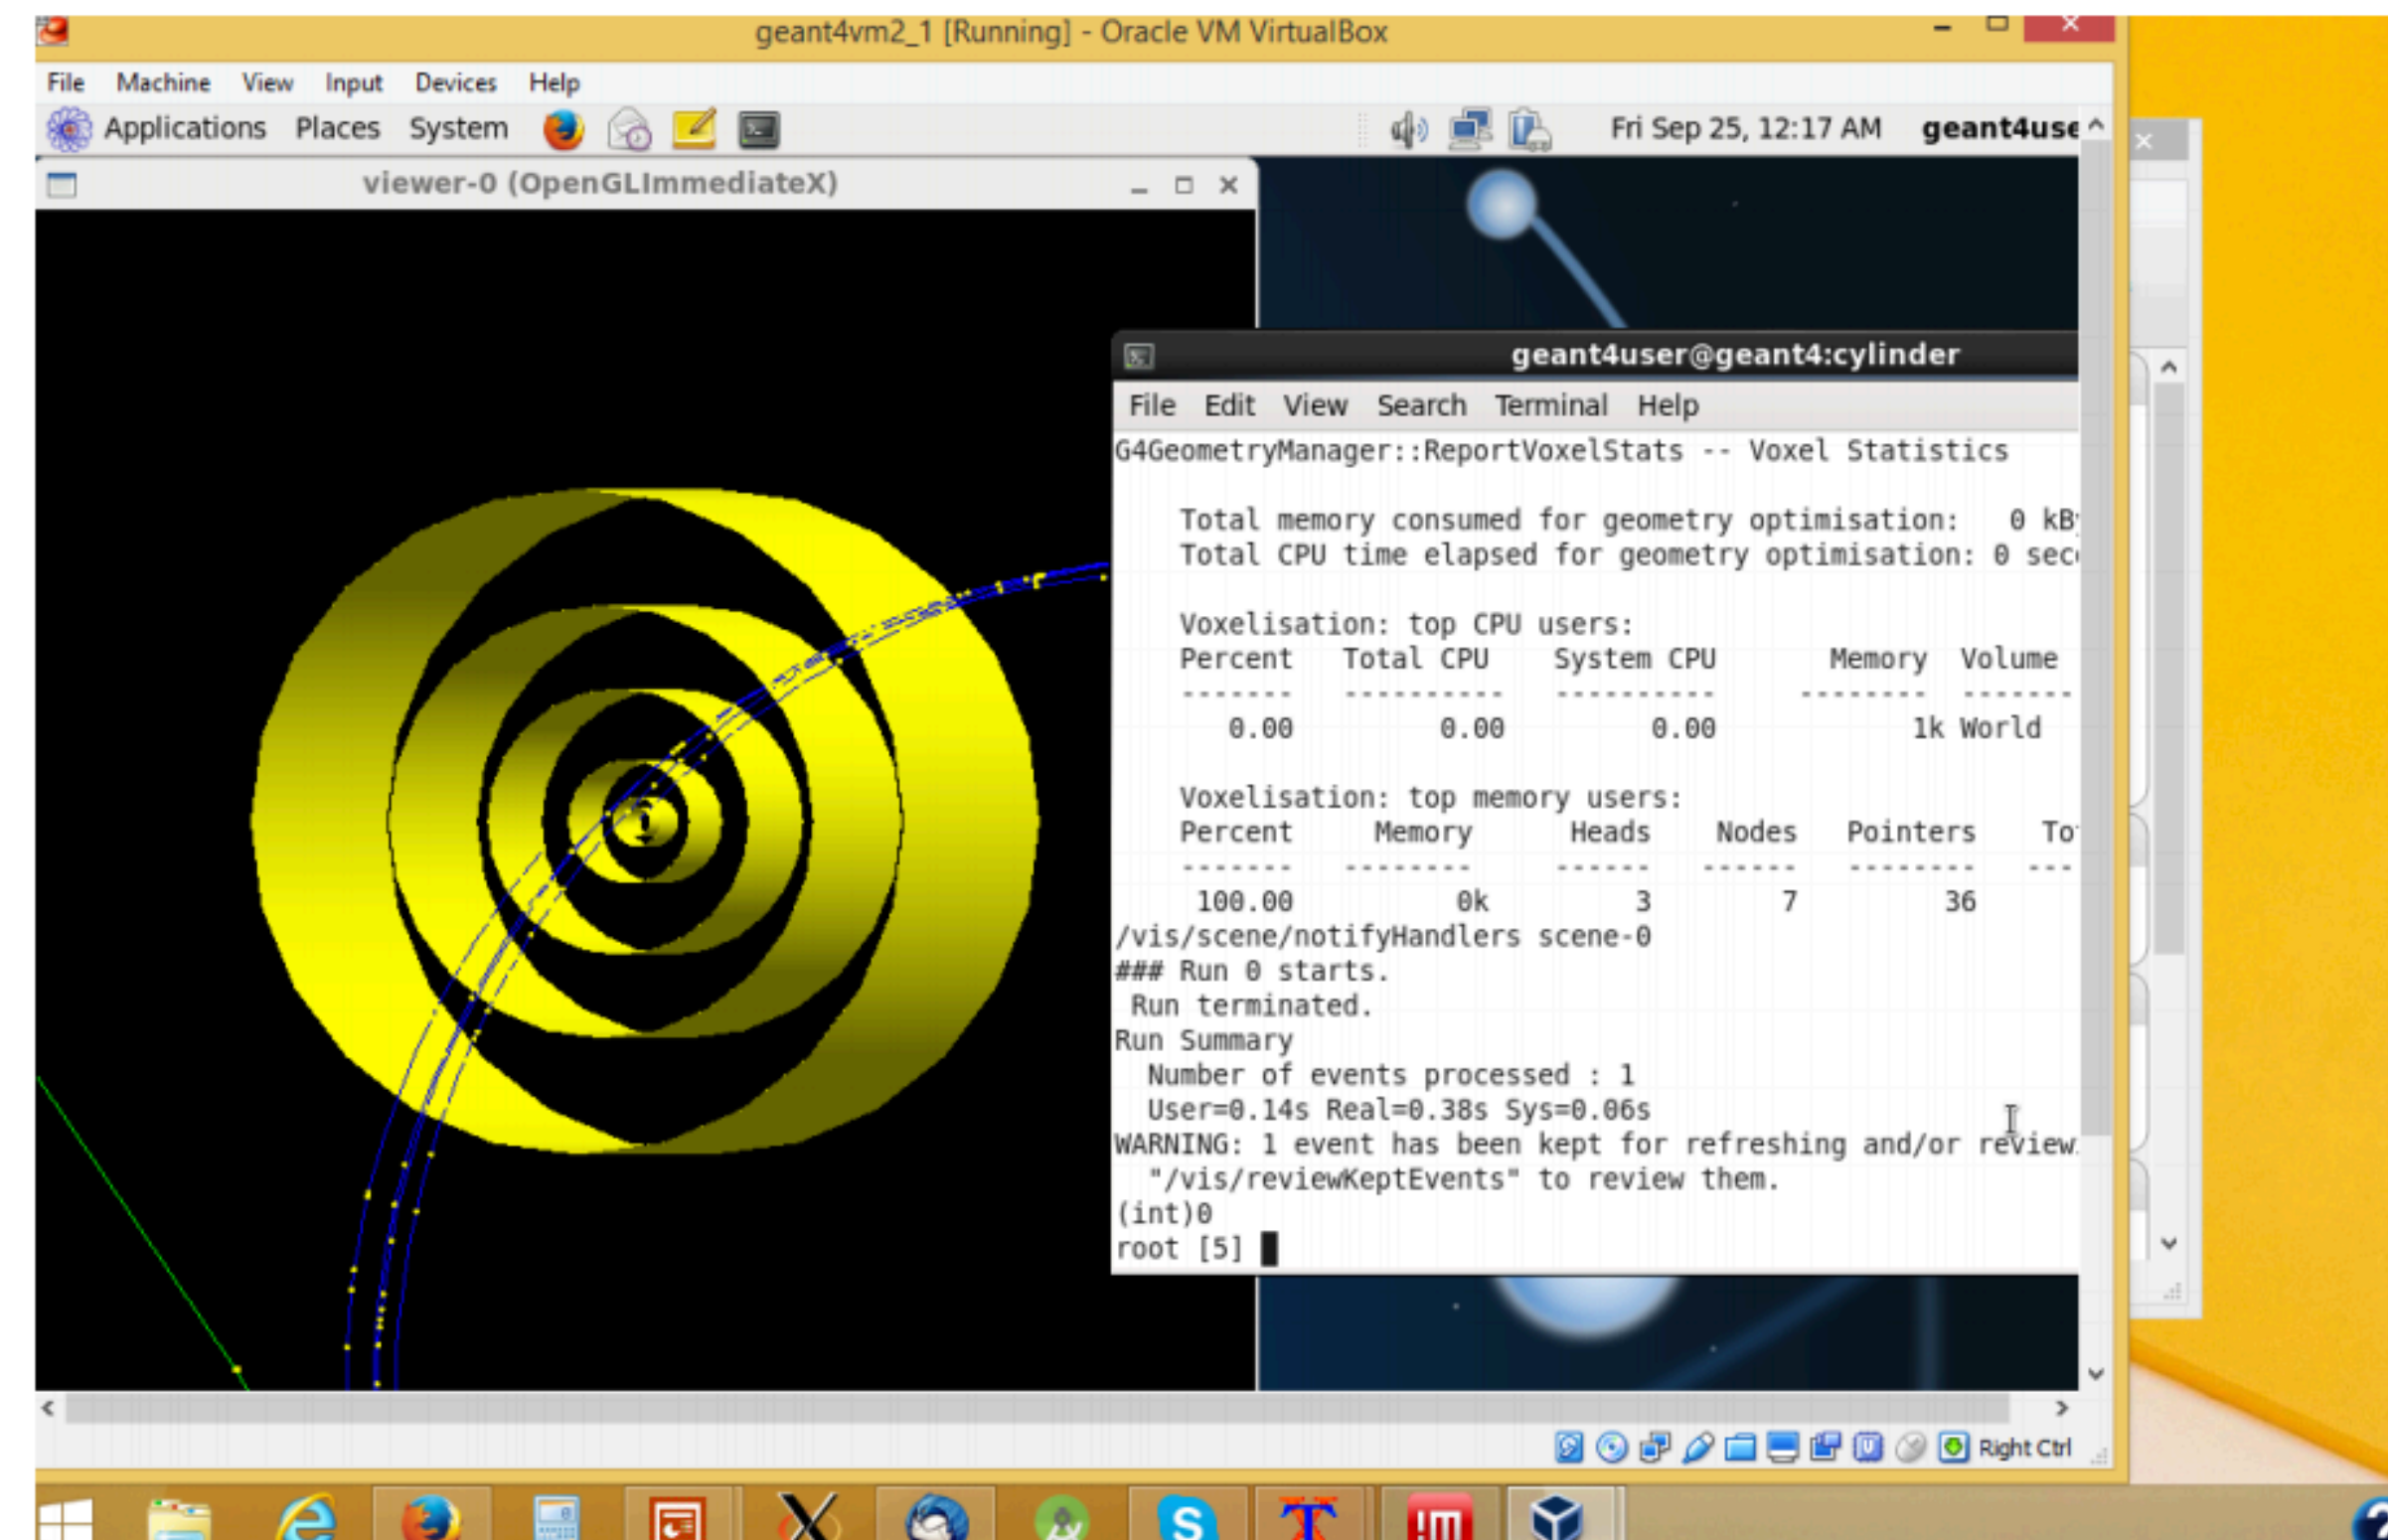 geant4vm2_1 [Running] - Oracle VM VirtualBox
File Machine View Input Devices Help
Applications Places System Fri Sep 25, 12:17 AM geant4use
viewer-0 (OpenGLImmediateX)
geant4user@geant4:cylinder
File Edit View Search Terminal Help
G4GeometryManager::ReportVoxelStats -- Voxel Statistics
Total memory consumed for geometry optimisation: 0 kB
Total CPU time elapsed for geometry optimisation: 0 sec
Voxelisation: top CPU users:
Percent Total CPU System CPU Memory Volume
------- ---------- ---------- -------- -------
0.00 0.00 0.00 1k World
Voxelisation: top memory users:
Percent Memory Heads Nodes Pointers To
------- -------- ------ ------ -------- ---
100.00 0k 3 7 36
/vis/scene/notifyHandlers scene-0
### Run 0 starts.
Run terminated.
Run Summary
Number of events processed : 1
User=0.14s Real=0.38s Sys=0.06s
WARNING: 1 event has been kept for refreshing and/or review
"/vis/reviewKeptEvents" to review them.
(int)0
root [5]
Right Ctrl